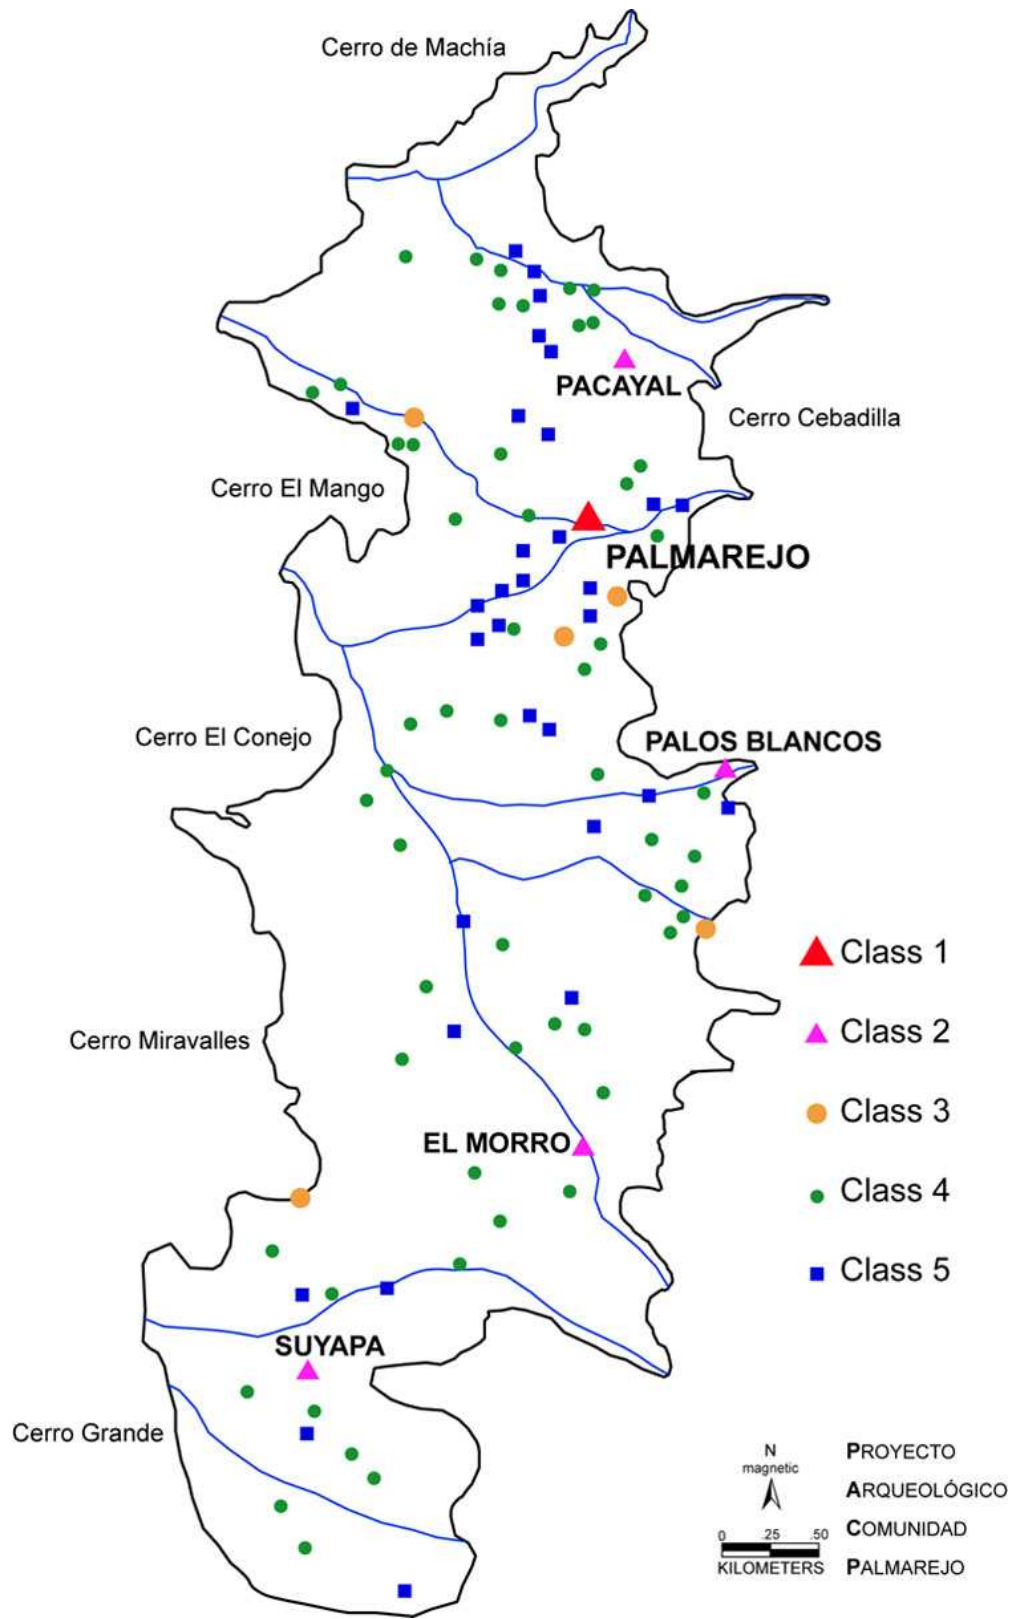 Cerro de Machía
PACAYAL
Cerro Cebadilla
Cerro El Mango
PALMAREJO
Cerro El Conejo
PALOS BLANCOS
Class 1
Class 2
Cerro Miravalles
Class 3
EL MORRO
Class 4
Class 5
SUYAPA
Cerro Grande
N
magnetic
0 .25 .50
KILOMETERS
PROYECTO
ARQUEOLÓGICO
COMUNIDAD
PALMAREJO